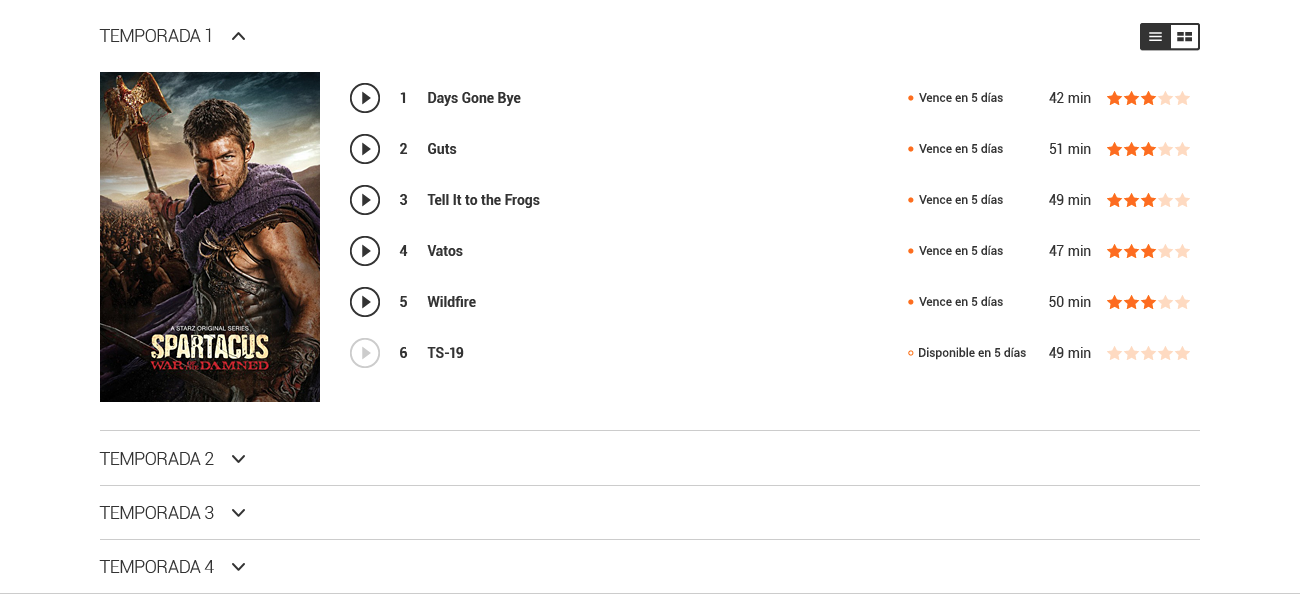 TEMPORADA 1
A STARZ ORIGINAL SERIES
SPARTACUS
WAR OF THE DAMNED
1 Days Gone Bye Vence en 5 días 42 min
2 Guts Vence en 5 días 51 min
3 Tell It to the Frogs Vence en 5 días 49 min
4 Vatos Vence en 5 días 47 min
5 Wildfire Vence en 5 días 50 min
6 TS-19 Disponible en 5 días 49 min
TEMPORADA 2
TEMPORADA 3
TEMPORADA 4